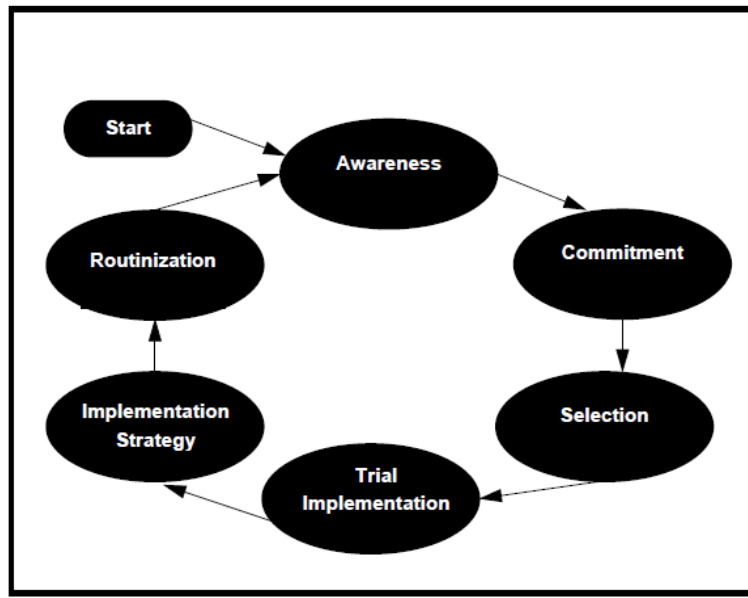 Start
Awareness
Commitment
Selection
Trial
Implementation
Implementation
Strategy
Routinization